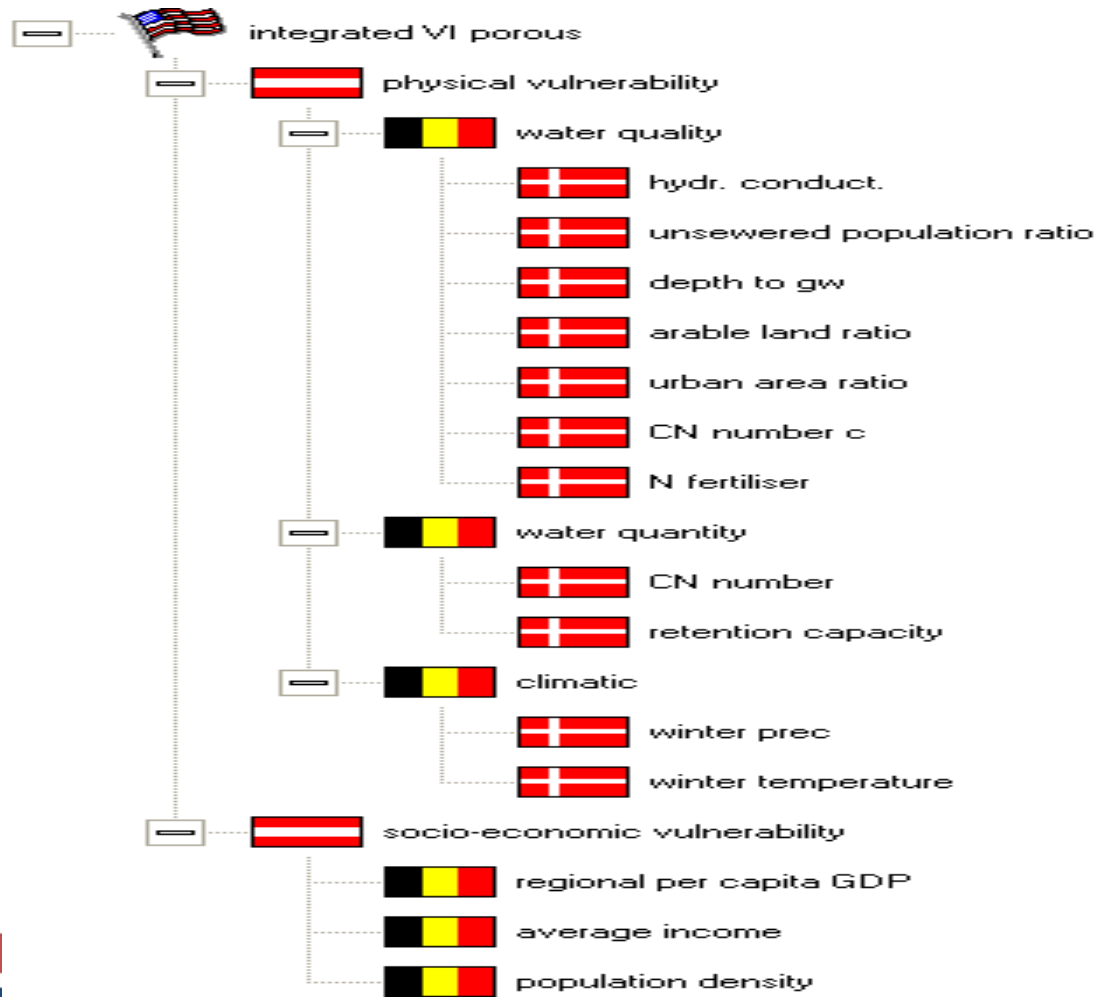 integrated VI porous
physical vulnerability
water quality
hydr. conduct.
unsewered population ratio
depth to gw
arable land ratio
urban area ratio
CN number c
N fertiliser
water quantity
CN number
retention capacity
climatic
winter prec
winter temperature
socio-economic vulnerability
regional per capita GDP
average income
population density